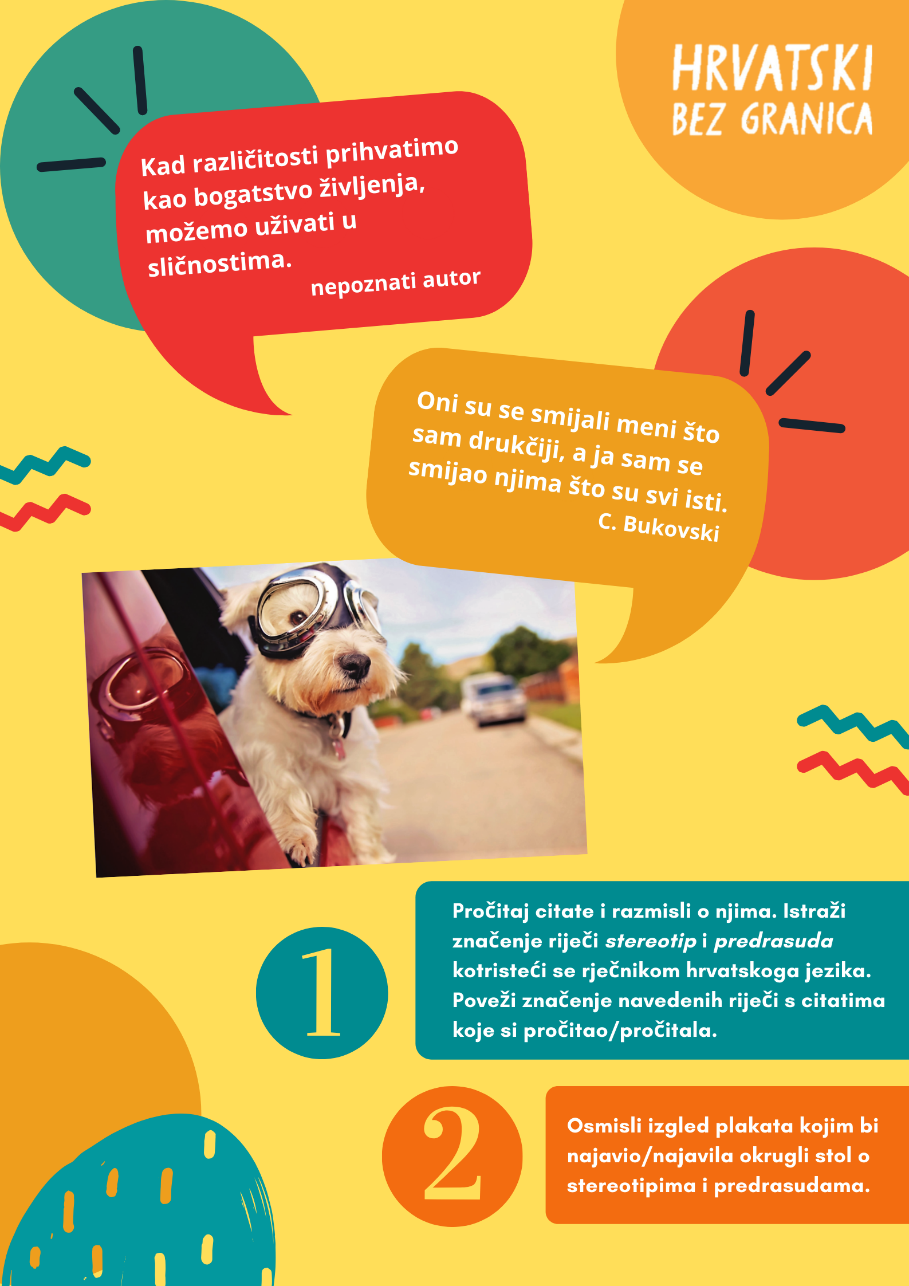 HRVATSKI
BEZ GRANICA
Kad različitosti prihvatimo
kao bogatstvo življenja,
možemo uživati u
sličnostima.
nepoznati autor
Oni su se smijali meni što
sam drukčiji, a ja sam se
smijao njima što su svi isti.
C. Bukovski
1
Pročitaj citate i razmisli o njima. Istraži
značenje riječi stereotip i predrasuda
kotristeći se rječnikom hrvatskoga jezika.
Poveži značenje navedenih riječi s citatima
koje si pročitao/pročitala.
2
Osmisli izgled plakata kojim bi
najavio/najavila okrugli stol o
stereotipima i predrasudama.